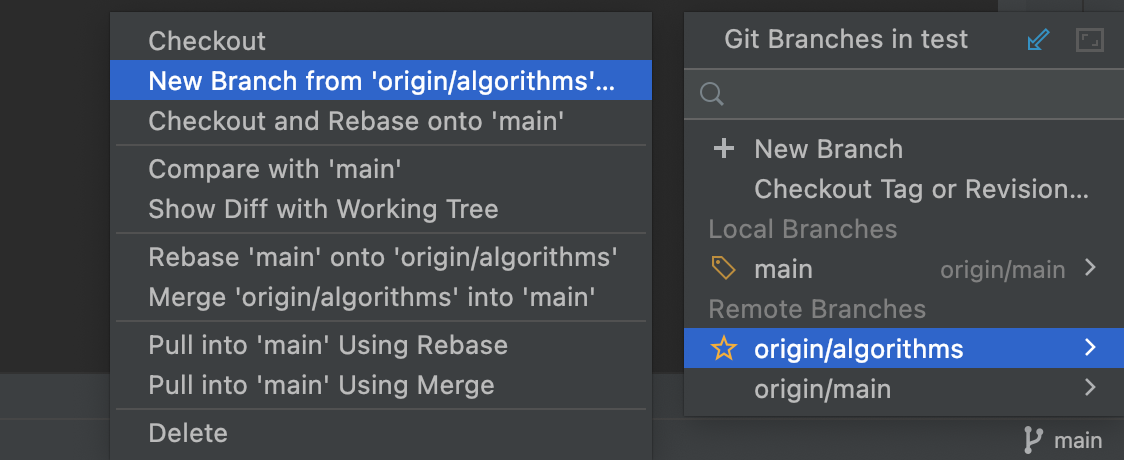 Checkout
New Branch from 'origin/algorithms'...
Checkout and Rebase onto 'main'
Compare with 'main'
Show Diff with Working Tree
Rebase 'main' onto 'origin/algorithms'
Merge 'origin/algorithms' into 'main'
Pull into 'main' Using Rebase
Pull into 'main' Using Merge
Delete
Git Branches in test
New Branch
Checkout Tag or Revision...
Local Branches
main origin/main
Remote Branches
origin/algorithms
origin/main
main